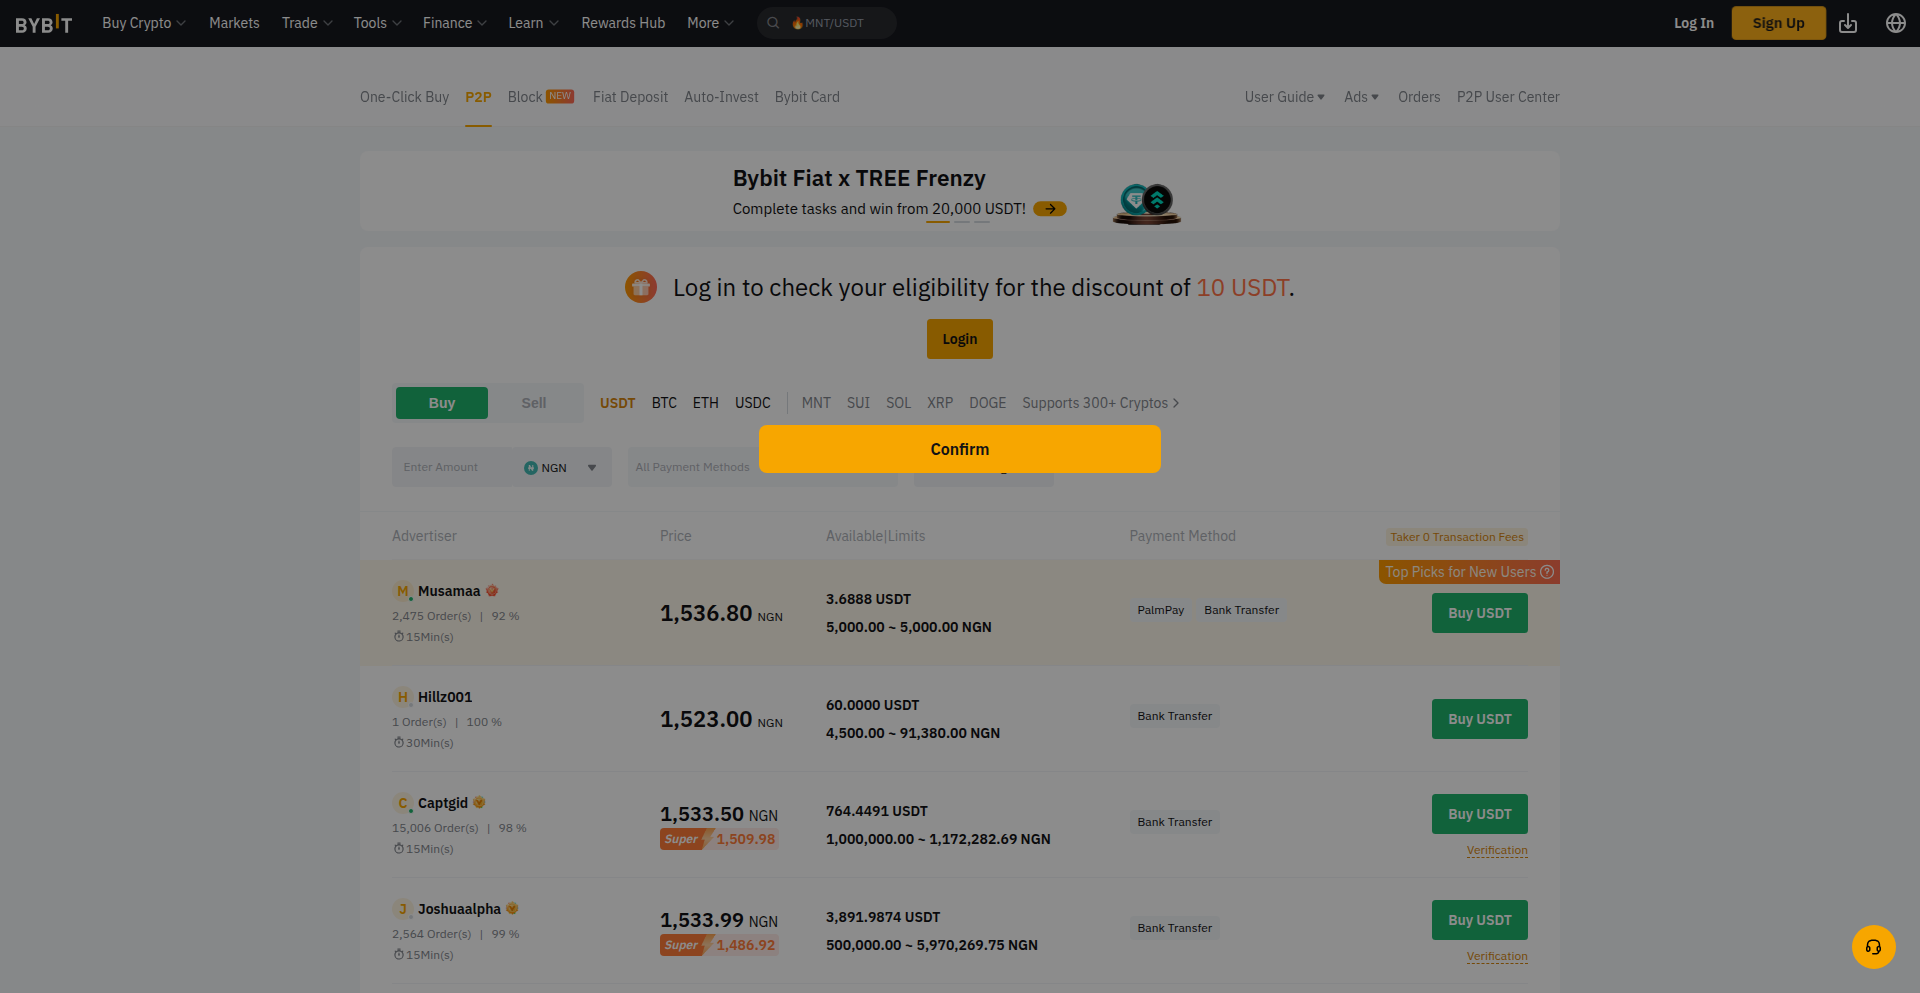 BYBIT Buy Crypto Markets Trade Tools Finance Learn Rewards Hub More MNT/USDT Log In Sign Up
One-Click Buy P2P Block NEW Fiat Deposit Auto-Invest Bybit Card User Guide Ads Orders P2P User Center
Bybit Fiat x TREE Frenzy
Complete tasks and win from 20,000 USDT!
Log in to check your eligibility for the discount of 10 USDT.
Login
Buy Sell USDT BTC ETH USDC MNT SUI SOL XRP DOGE Supports 300+ Cryptos
Confirm
Enter Amount NGN All Payment Methods
Advertiser Price Available|Limits Payment Method Taker 0 Transaction Fees
Top Picks for New Users
M Musamaa
2,475 Order(s) | 92 %
15Min(s)
1,536.80 NGN
3.6888 USDT
5,000.00 ~ 5,000.00 NGN
PalmPay Bank Transfer
Buy USDT
H Hillz001
1 Order(s) | 100 %
30Min(s)
1,523.00 NGN
60.0000 USDT
4,500.00 ~ 91,380.00 NGN
Bank Transfer
Buy USDT
C Captgid
15,006 Order(s) | 98 %
15Min(s)
1,533.50 NGN
Super 1,509.98
764.4491 USDT
1,000,000.00 ~ 1,172,282.69 NGN
Bank Transfer
Buy USDT
Verification
J Joshuaalpha
2,564 Order(s) | 99 %
15Min(s)
1,533.99 NGN
Super 1,486.92
3,891.9874 USDT
500,000.00 ~ 5,970,269.75 NGN
Bank Transfer
Buy USDT
Verification